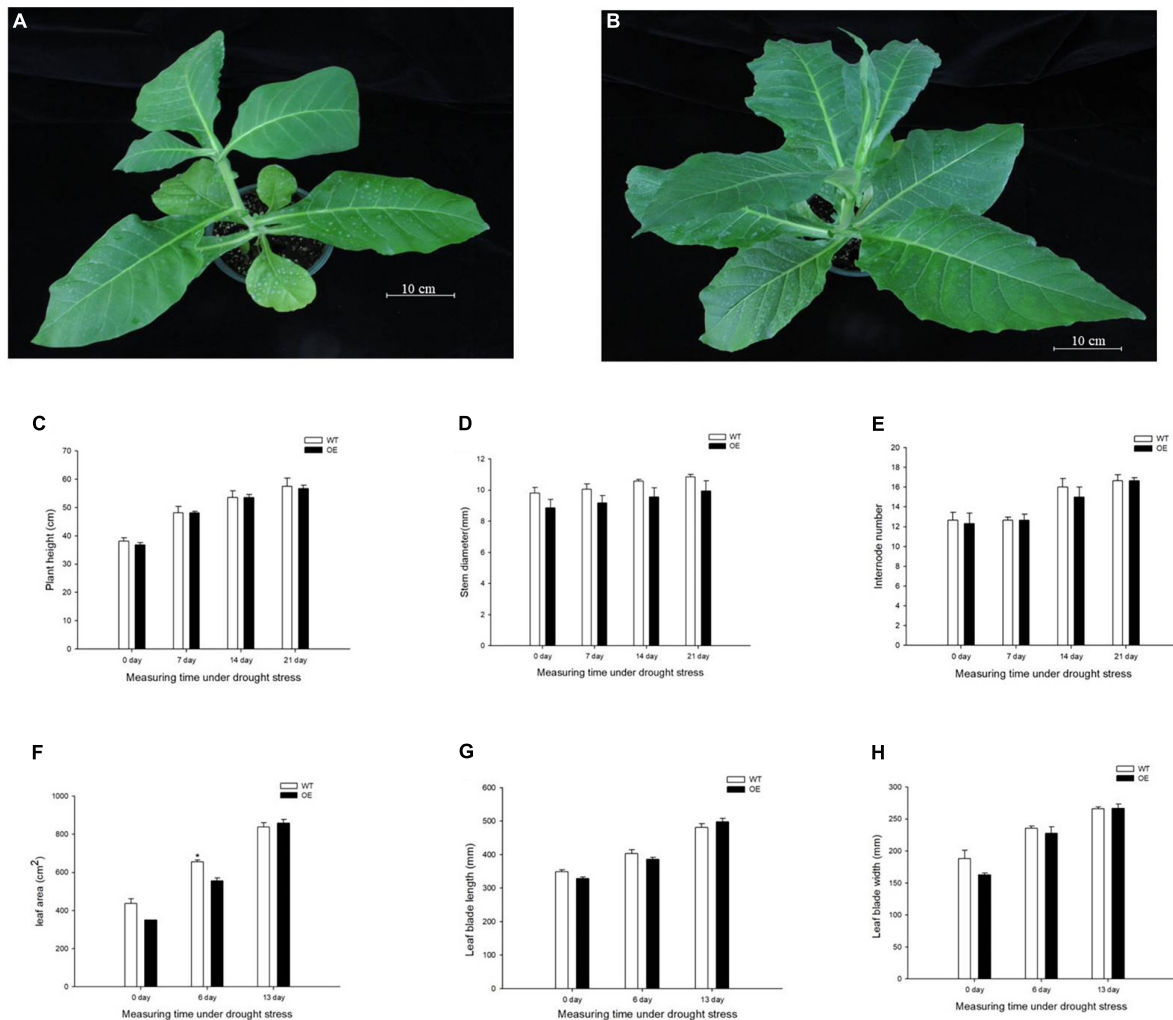 A
B
10 cm
10 cm
C
WT
OE
Plant height (cm)
70
60
50
40
30
20
10
0
0 day
7 day
14 day
21 day
Measuring time under drought stress
D
WT
OE
Stem diameter(mm)
12
10
8
6
4
2
0
0 day
7 day
14 day
21 day
Measuring time under drought stress
E
WT
OE
Internode number
20
18
16
14
12
10
8
6
4
2
0
0 day
7 day
14 day
21 day
Measuring time under drought stress
F
WT
OE
leaf area (cm2)
1000
800
600
400
200
0
*
0 day
6 day
13 day
Measuring time under drought stress
G
WT
OE
Leaf blade length (mm)
600
500
400
300
200
100
0
0 day
6 day
13 day
Measuring time under drought stress
H
WT
OE
Leaf blade width (mm)
300
250
200
150
100
50
0
0 day
6 day
13 day
Measuring time under drought stress